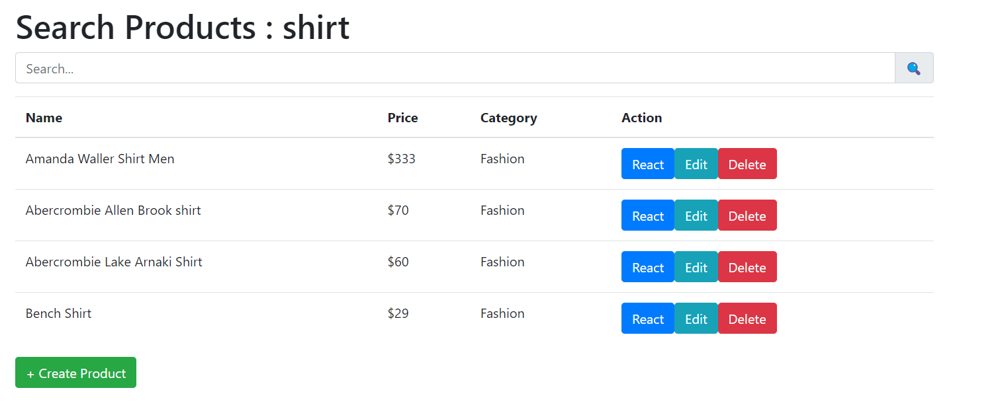 Search Products : shirt
Search...
Name Price Category Action
Amanda Waller Shirt Men $333 Fashion React Edit Delete
Abercrombie Allen Brook shirt $70 Fashion React Edit Delete
Abercrombie Lake Arnaki Shirt $60 Fashion React Edit Delete
Bench Shirt $29 Fashion React Edit Delete
+ Create Product